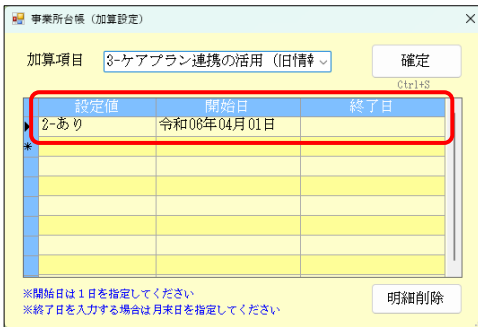 事業所台帳（加算設定）
加算項目 3-ケアプラン連携の活用（旧情 確定
Ctrl+S
設定値 開始日 終了日
2-あり 令和06年04月01日
※開始日は1日を指定してください
※終了日を入力する場合は月末日を指定してください
明細削除